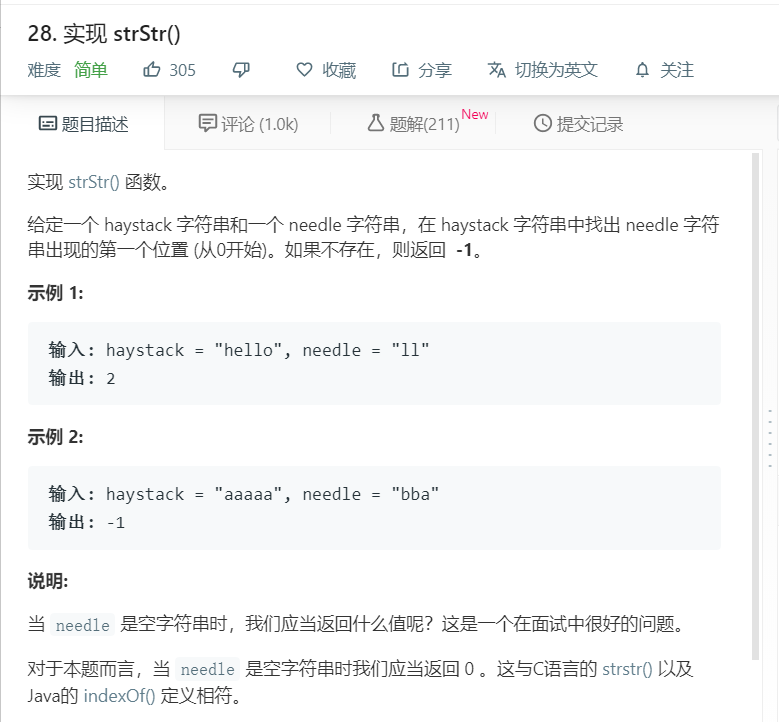 28. 实现 strStr()
难度 简单 305 收藏 分享 切换为英文 关注
题目描述 评论 (1.0k) 题解(211) New 提交记录
实现 strStr() 函数。
给定一个 haystack 字符串和一个 needle 字符串，在 haystack 字符串中找出 needle 字符
串出现的第一个位置 (从0开始)。如果不存在，则返回 -1。
示例 1:
输入: haystack = "hello", needle = "ll"
输出: 2
示例 2:
输入: haystack = "aaaaa", needle = "bba"
输出: -1
说明:
当 needle 是空字符串时，我们应当返回什么值呢？这是一个在面试中很好的问题。
对于本题而言，当 needle 是空字符串时我们应当返回 0 。这与C语言的 strstr() 以及
Java的 indexOf() 定义相符。